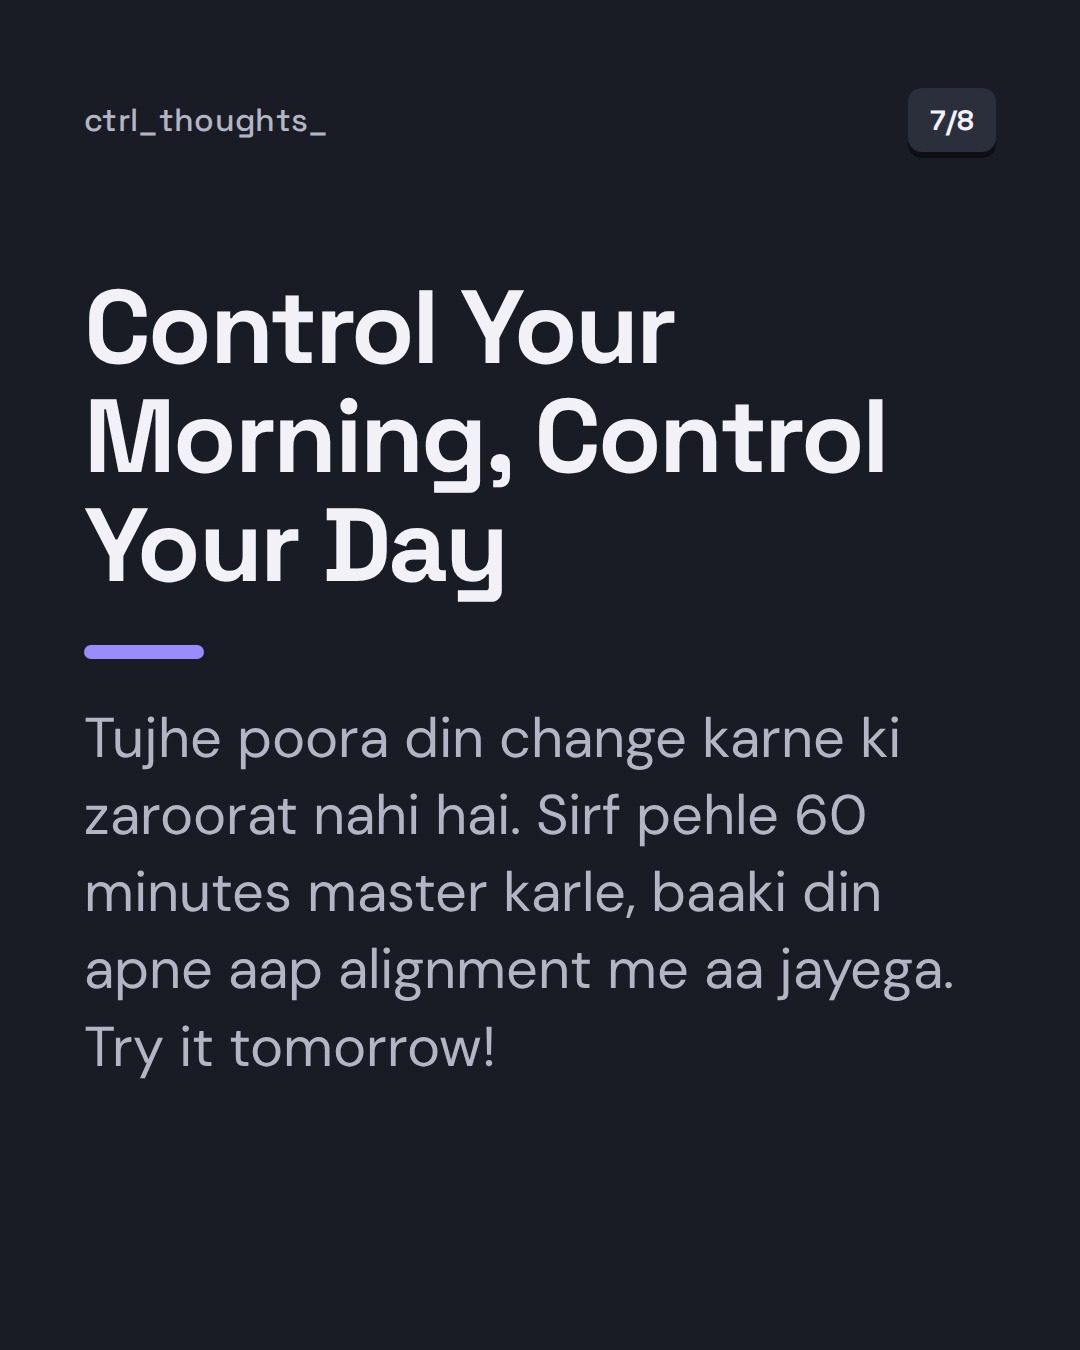 ctrl_thoughts_
7/8
Control Your
Morning, Control
Your Day
Tujhe poora din change karne ki
zaroorat nahi hai. Sirf pehle 60
minutes master karle, baaki din
apne aap alignment me aa jayega.
Try it tomorrow!